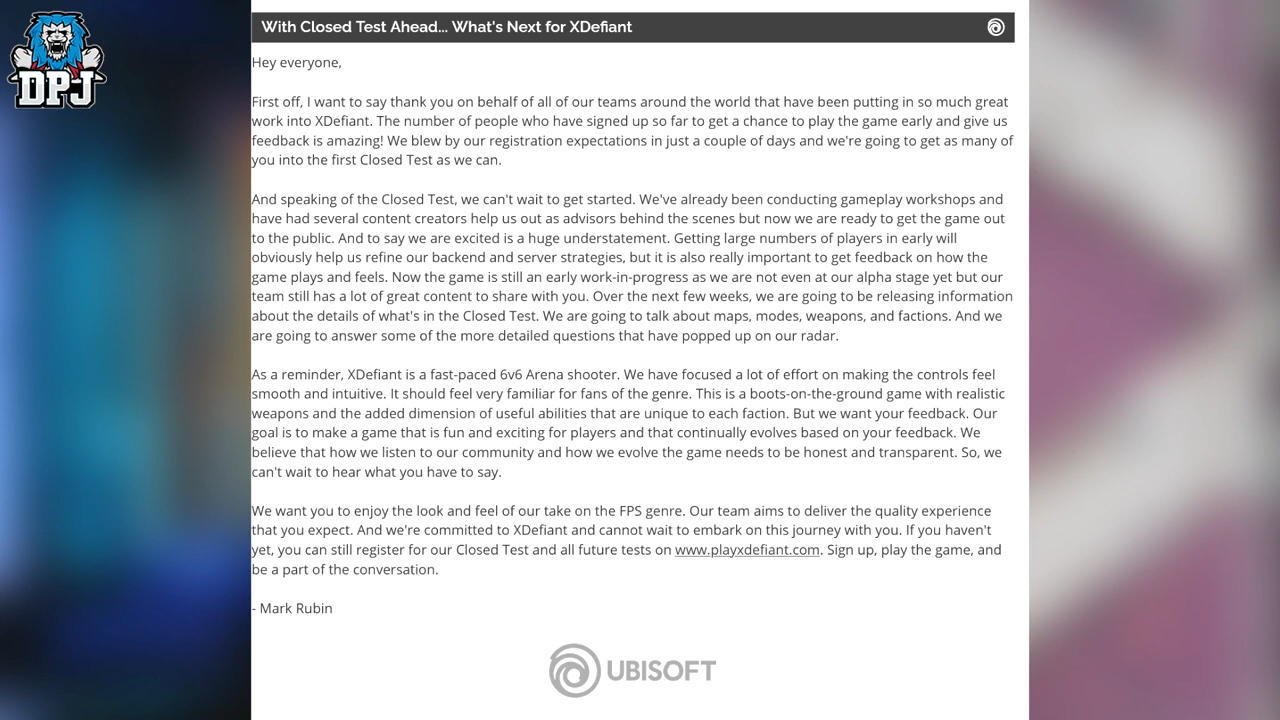 DPJ
With Closed Test Ahead... What's Next for XDefiant
Hey everyone,
First off, I want to say thank you on behalf of all of our teams around the world that have been putting in so much great
work into XDefiant. The number of people who have signed up so far to get a chance to play the game early and give us
feedback is amazing! We blew by our registration expectations in just a couple of days and we're going to get as many of
you into the first Closed Test as we can.
And speaking of the Closed Test, we can't wait to get started. We've already been conducting gameplay workshops and
have had several content creators help us out as advisors behind the scenes but now we are ready to get the game out
to the public. And to say we are excited is a huge understatement. Getting large numbers of players in early will
obviously help us refine our backend and server strategies, but it is also really important to get feedback on how the
game plays and feels. Now the game is still an early work-in-progress as we are not even at our alpha stage yet but our
team still has a lot of great content to share with you. Over the next few weeks, we are going to be releasing information
about the details of what's in the Closed Test. We are going to talk about maps, modes, weapons, and factions. And we
are going to answer some of the more detailed questions that have popped up on our radar.
As a reminder, XDefiant is a fast-paced 6v6 Arena shooter. We have focused a lot of effort on making the controls feel
smooth and intuitive. It should feel very familiar for fans of the genre. This is a boots-on-the-ground game with realistic
weapons and the added dimension of useful abilities that are unique to each faction. But we want your feedback. Our
goal is to make a game that is fun and exciting for players and that continually evolves based on your feedback. We
believe that how we listen to our community and how we evolve the game needs to be honest and transparent. So, we
can't wait to hear what you have to say.
We want you to enjoy the look and feel of our take on the FPS genre. Our team aims to deliver the quality experience
that you expect. And we're committed to XDefiant and cannot wait to embark on this journey with you. If you haven't
yet, you can still register for our Closed Test and all future tests on www.playxdefiant.com. Sign up, play the game, and
be a part of the conversation.
- Mark Rubin
UBISOFT